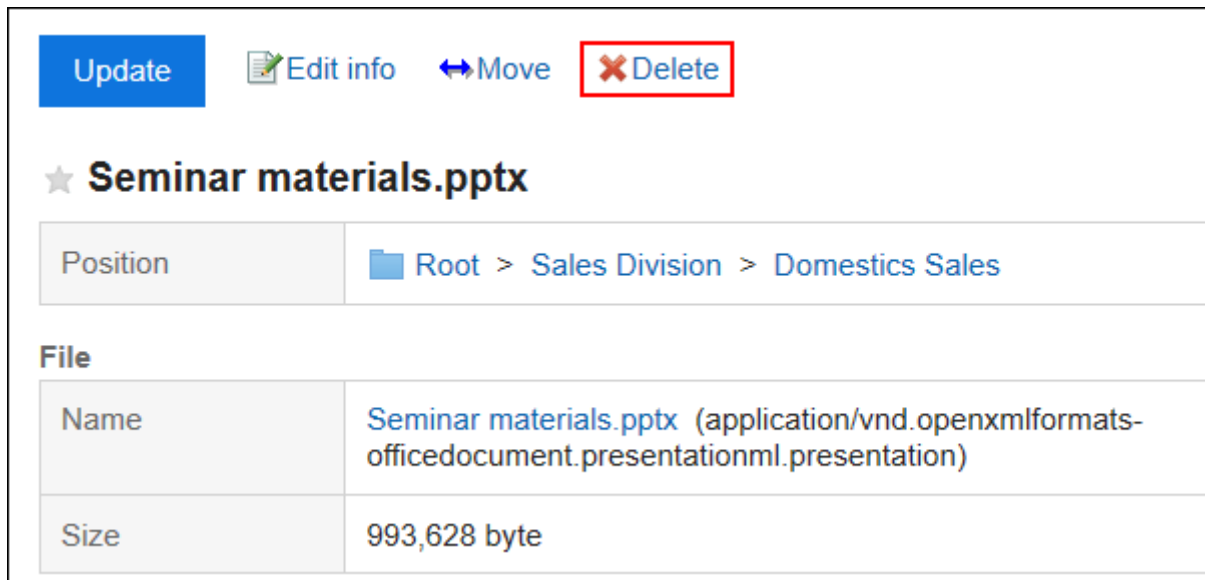 Update Edit info Move Delete
Seminar materials.pptx
Position Root > Sales Division > Domestics Sales
File
Name Seminar materials.pptx (application/vnd.openxmlformats-
officedocument.presentationml.presentation)
Size 993,628 byte